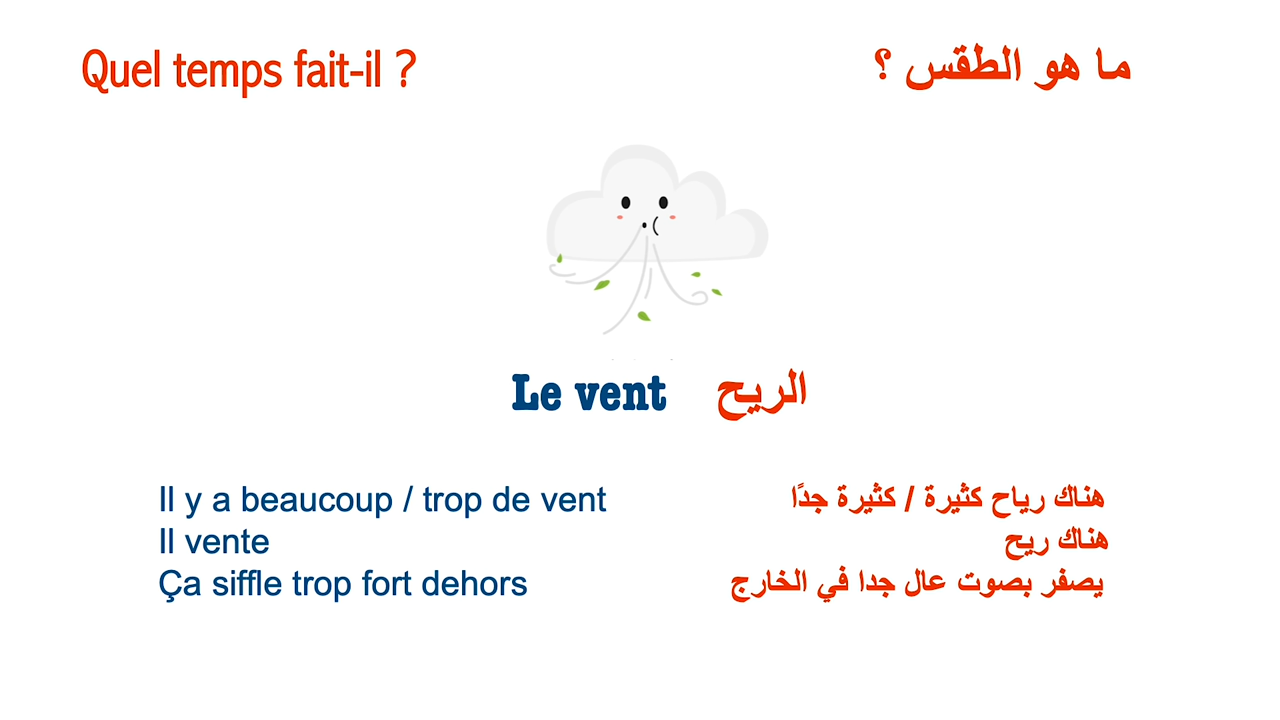 Quel temps fait-il ?
ما هو الطقس ؟
Le vent
الريح
Il y a beaucoup / trop de vent
هناك رياح كثيرة / كثيرة جدًا
Il vente
هناك ريح
Ça siffle trop fort dehors
يصفر بصوت عال جدا في الخارج